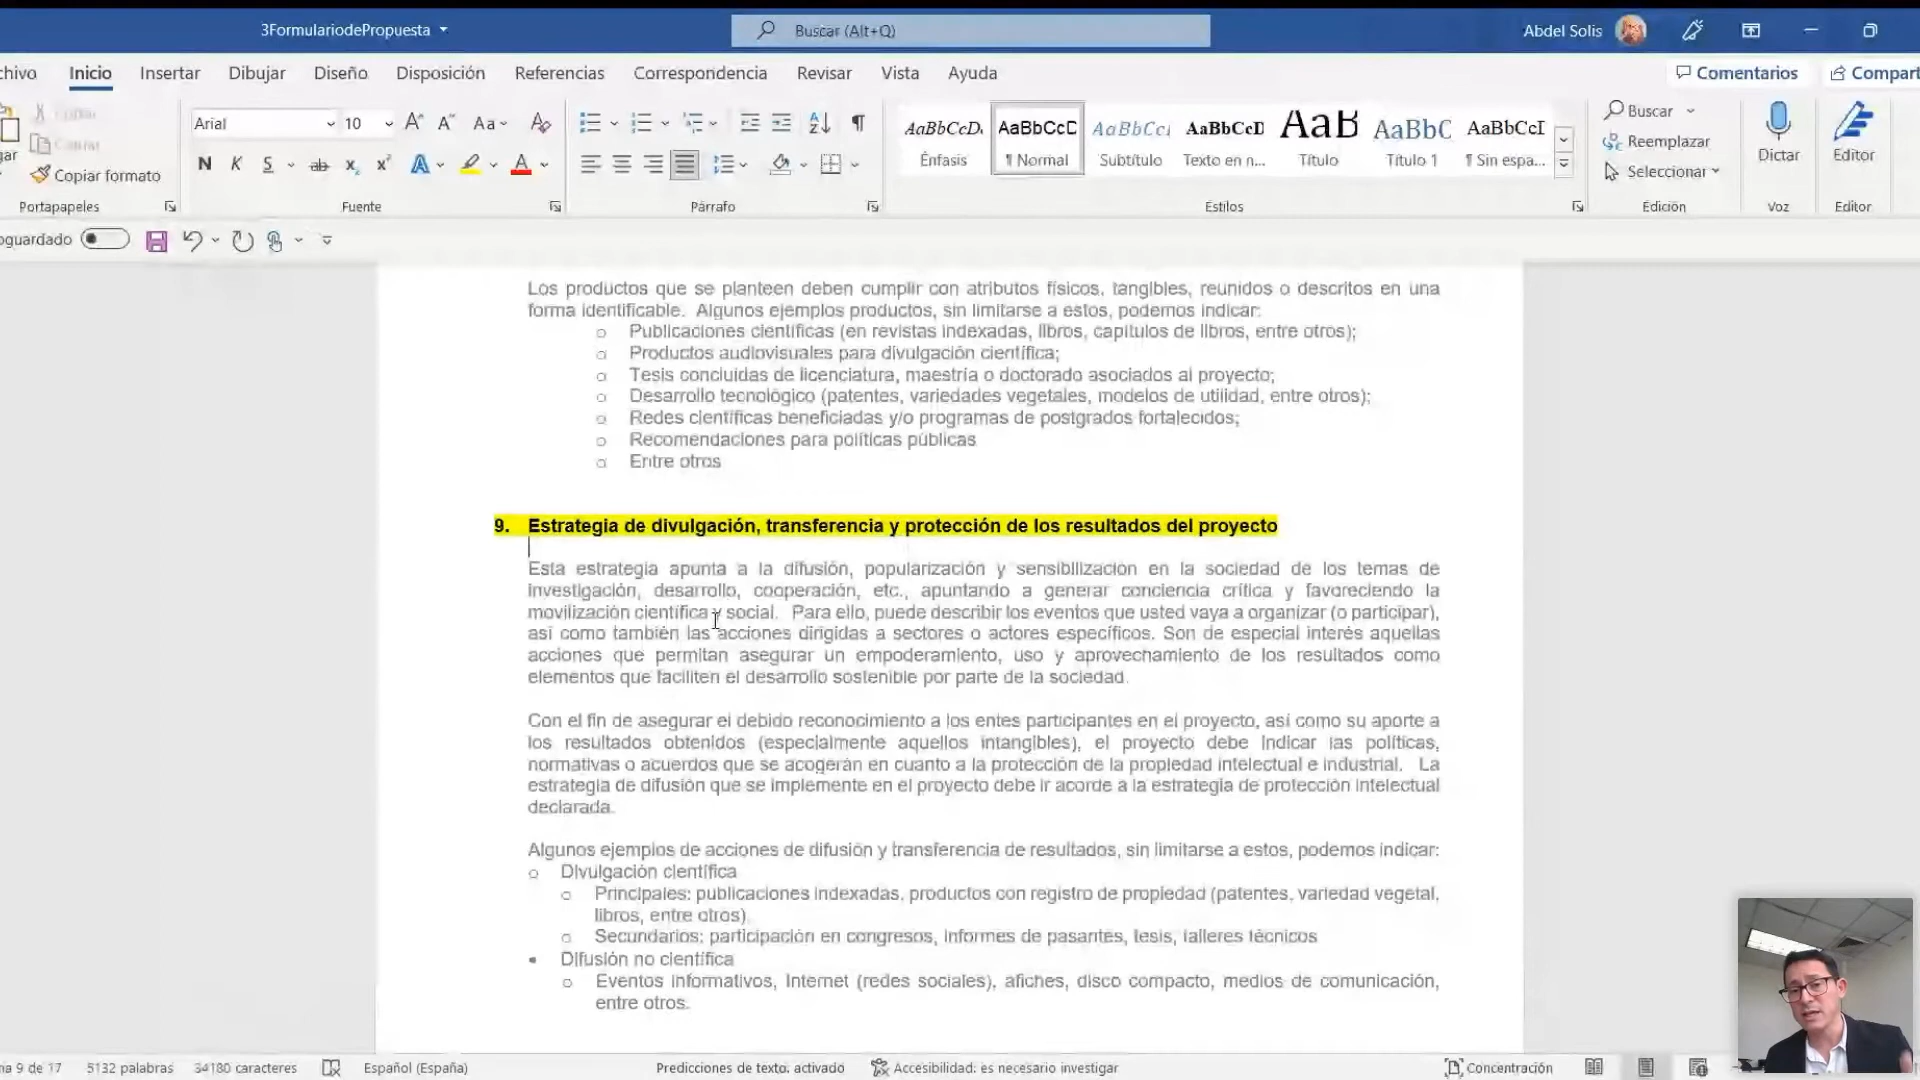 3FormulariodePropuesta
Buscar (Alt+Q)
Abdel Solis
chivo Inicio Insertar Dibujar Diseño Disposición Referencias Correspondencia Revisar Vista Ayuda
Comentarios Compart
Cortar
Copiar
gar
Copiar formato
Portapapeles
Arial 10
Fuente
Párrafo
AaBbCcD AaBbCcC AaBbCci AaBbCcD AaB AaBbC AaBbCcI
Énfasis ¶ Normal Subtítulo Texto en n... Título Título 1 ¶ Sin espa...
Estilos
Buscar
Reemplazar
Seleccionar
Edición
Dictar
Voz
Editor
Editor
oguardado
Los productos que se planteen deben cumplir con atributos físicos, tangibles, reunidos o descritos en una
forma identificable. Algunos ejemplos productos, sin limitarse a estos, podemos indicar:
o Publicaciones científicas (en revistas indexadas, libros, capítulos de libros, entre otros);
o Productos audiovisuales para divulgación científica;
o Tesis concluidas de licenciatura, maestría o doctorado asociados al proyecto;
o Desarrollo tecnológico (patentes, variedades vegetales, modelos de utilidad, entre otros);
o Redes científicas beneficiadas y/o programas de postgrados fortalecidos;
o Recomendaciones para políticas públicas
o Entre otros
9. Estrategia de divulgación, transferencia y protección de los resultados del proyecto
Esta estrategia apunta a la difusión, popularización y sensibilización en la sociedad de los temas de
investigación, desarrollo, cooperación, etc., apuntando a generar conciencia crítica y favoreciendo la
movilización científica y social. Para ello, puede describir los eventos que usted vaya a organizar (o participar),
así como también las acciones dirigidas a sectores o actores específicos. Son de especial interés aquellas
acciones que permitan asegurar un empoderamiento, uso y aprovechamiento de los resultados como
elementos que faciliten el desarrollo sostenible por parte de la sociedad.
Con el fin de asegurar el debido reconocimiento a los entes participantes en el proyecto, así como su aporte a
los resultados obtenidos (especialmente aquellos intangibles), el proyecto debe indicar las políticas,
normativas o acuerdos que se acogerán en cuanto a la protección de la propiedad intelectual e industrial. La
estrategia de difusión que se implemente en el proyecto debe ir acorde a la estrategia de protección intelectual
declarada.
Algunos ejemplos de acciones de difusión y transferencia de resultados, sin limitarse a estos, podemos indicar:
o Divulgación científica
o Principales: publicaciones indexadas, productos con registro de propiedad (patentes, variedad vegetal,
libros, entre otros)
o Secundarios: participación en congresos, informes de pasantes, tesis, talleres técnicos
▪ Difusión no científica
o Eventos informativos, Internet (redes sociales), afiches, disco compacto, medios de comunicación,
entre otros.
na 9 de 17 5132 palabras 34180 caracteres Español (España) Predicciones de texto: activado Accesibilidad: es necesario investigar Concentración